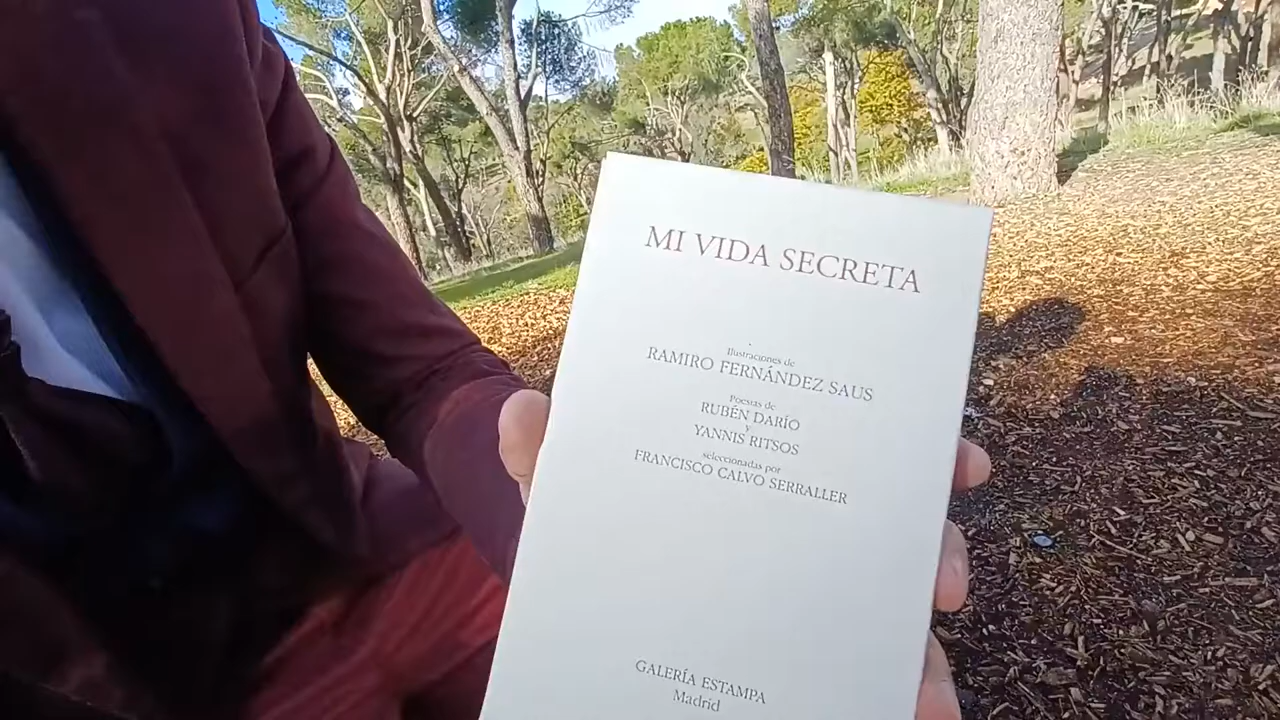 MI VIDA SECRETA
Ilustraciones de
RAMIRO FERNÁNDEZ SAUS
Poesías de
RUBÉN DARÍO
y
YANNIS RITSOS
seleccionadas por
FRANCISCO CALVO SERRALLER
GALERÍA ESTAMPA
Madrid